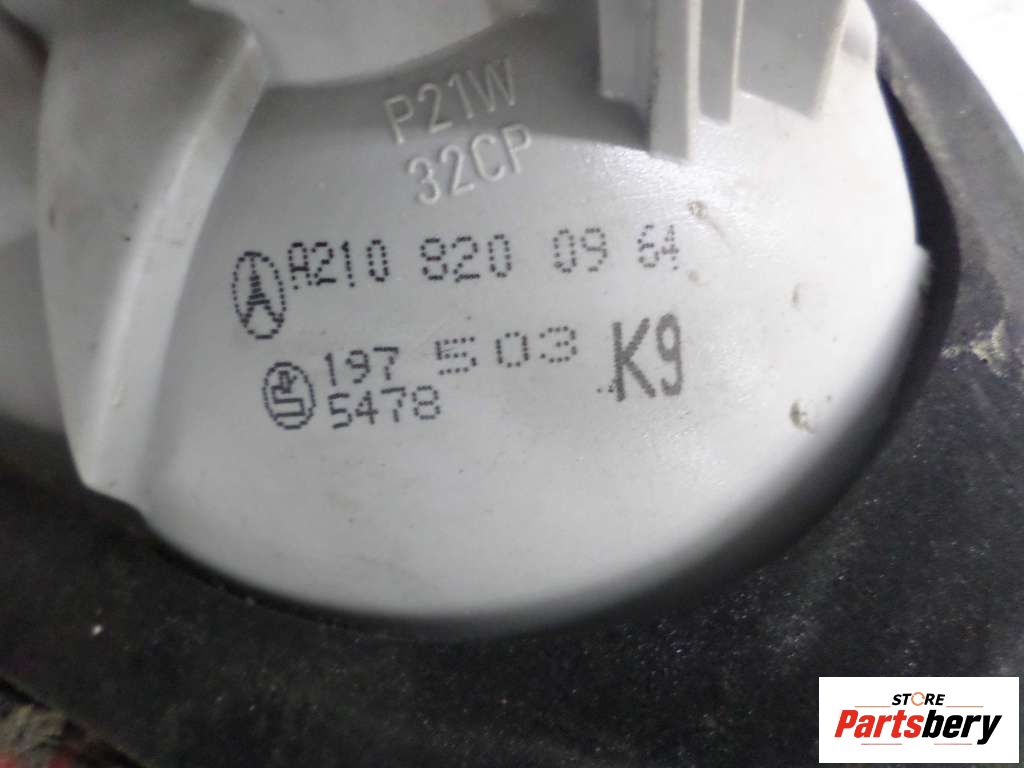 P21W
32CP
A210 820 09 64
197 503 K9
5478
STORE
Partsbery